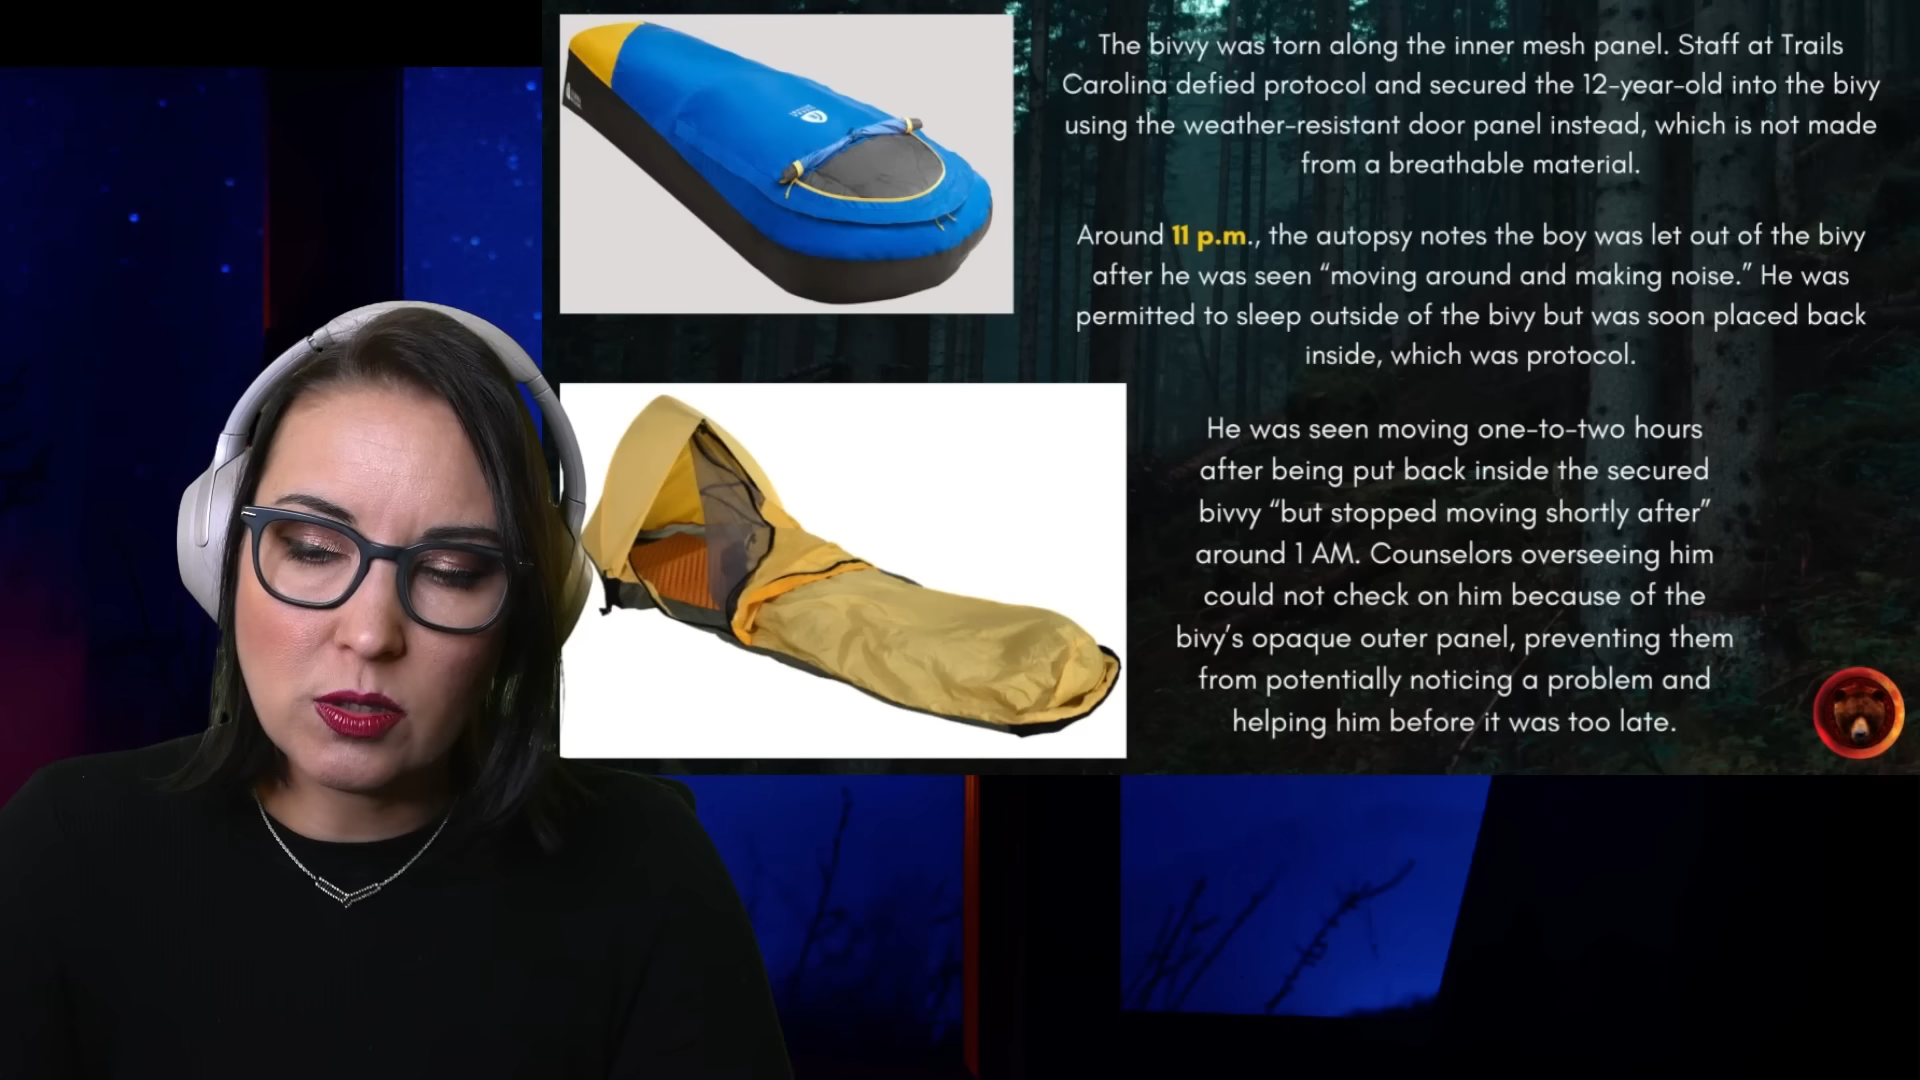 The bivvy was torn along the inner mesh panel. Staff at Trails
Carolina defied protocol and secured the 12-year-old into the bivy
using the weather-resistant door panel instead, which is not made
from a breathable material.
Around 11 p.m., the autopsy notes the boy was let out of the bivy
after he was seen “moving around and making noise.” He was
permitted to sleep outside of the bivy but was soon placed back
inside, which was protocol.
He was seen moving one-to-two hours
after being put back inside the secured
bivvy “but stopped moving shortly after”
around 1 AM. Counselors overseeing him
could not check on him because of the
bivy’s opaque outer panel, preventing them
from potentially noticing a problem and
helping him before it was too late.